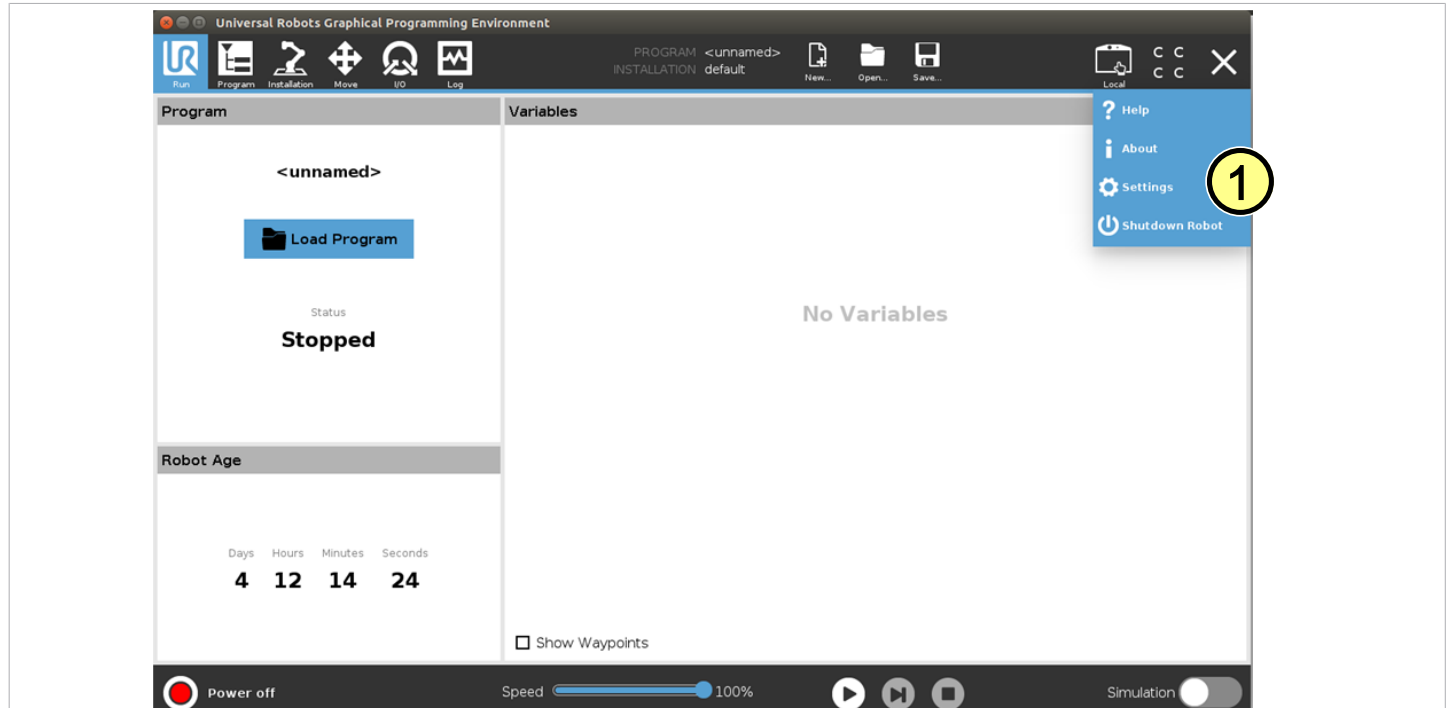 Universal Robots Graphical Programming Environment
UR
Run
Program
Installation
Move
I/O
Log
PROGRAM <unnamed>
INSTALLATION default
New...
Open...
Save...
Local
C C
C C
Program
<unnamed>
Load Program
Status
Stopped
Variables
No Variables
Show Waypoints
? Help
i About
Settings
Shutdown Robot
1
Robot Age
Days Hours Minutes Seconds
4 12 14 24
Power off
Speed 100%
Simulation